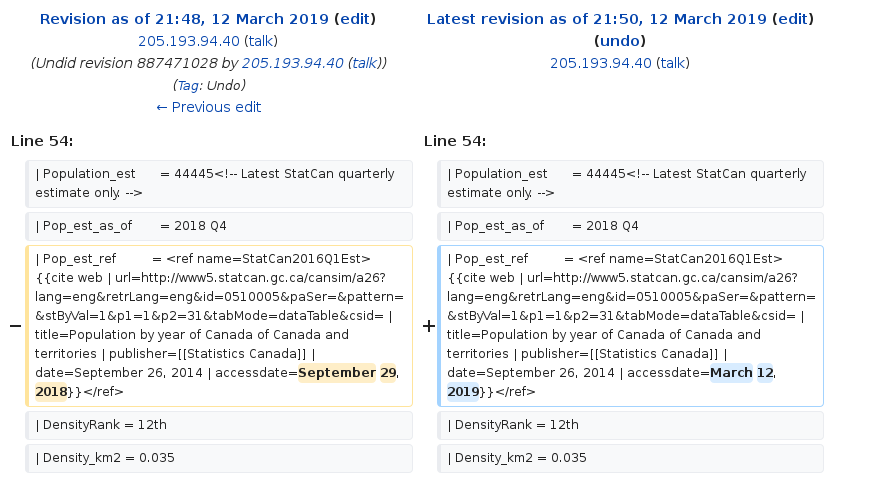 Revision as of 21:48, 12 March 2019 (edit)
205.193.94.40 (talk)
(Undid revision 887471028 by 205.193.94.40 (talk))
(Tag: Undo)
← Previous edit
Latest revision as of 21:50, 12 March 2019 (edit)
(undo)
205.193.94.40 (talk)
Line 54:
Line 54:
| Population_est = 44445<!-- Latest StatCan quarterly
estimate only. -->
| Population_est = 44445<!-- Latest StatCan quarterly
estimate only. -->
| Pop_est_as_of = 2018 Q4
| Pop_est_as_of = 2018 Q4
−
| Pop_est_ref = <ref name=StatCan2016Q1Est>
{{cite web | url=http://www5.statcan.gc.ca/cansim/a26?
lang=eng&retrLang=eng&id=0510005&paSer=&pattern=
&stByVal=1&p1=1&p2=31&tabMode=dataTable&csid= |
title=Population by year of Canada of Canada and
territories | publisher=[[Statistics Canada]] |
date=September 26, 2014 | accessdate=September 29,
2018}}</ref>
+
| Pop_est_ref = <ref name=StatCan2016Q1Est>
{{cite web | url=http://www5.statcan.gc.ca/cansim/a26?
lang=eng&retrLang=eng&id=0510005&paSer=&pattern=
&stByVal=1&p1=1&p2=31&tabMode=dataTable&csid= |
title=Population by year of Canada of Canada and
territories | publisher=[[Statistics Canada]] |
date=September 26, 2014 | accessdate=March 12,
2019}}</ref>
| DensityRank = 12th
| DensityRank = 12th
| Density_km2 = 0.035
| Density_km2 = 0.035